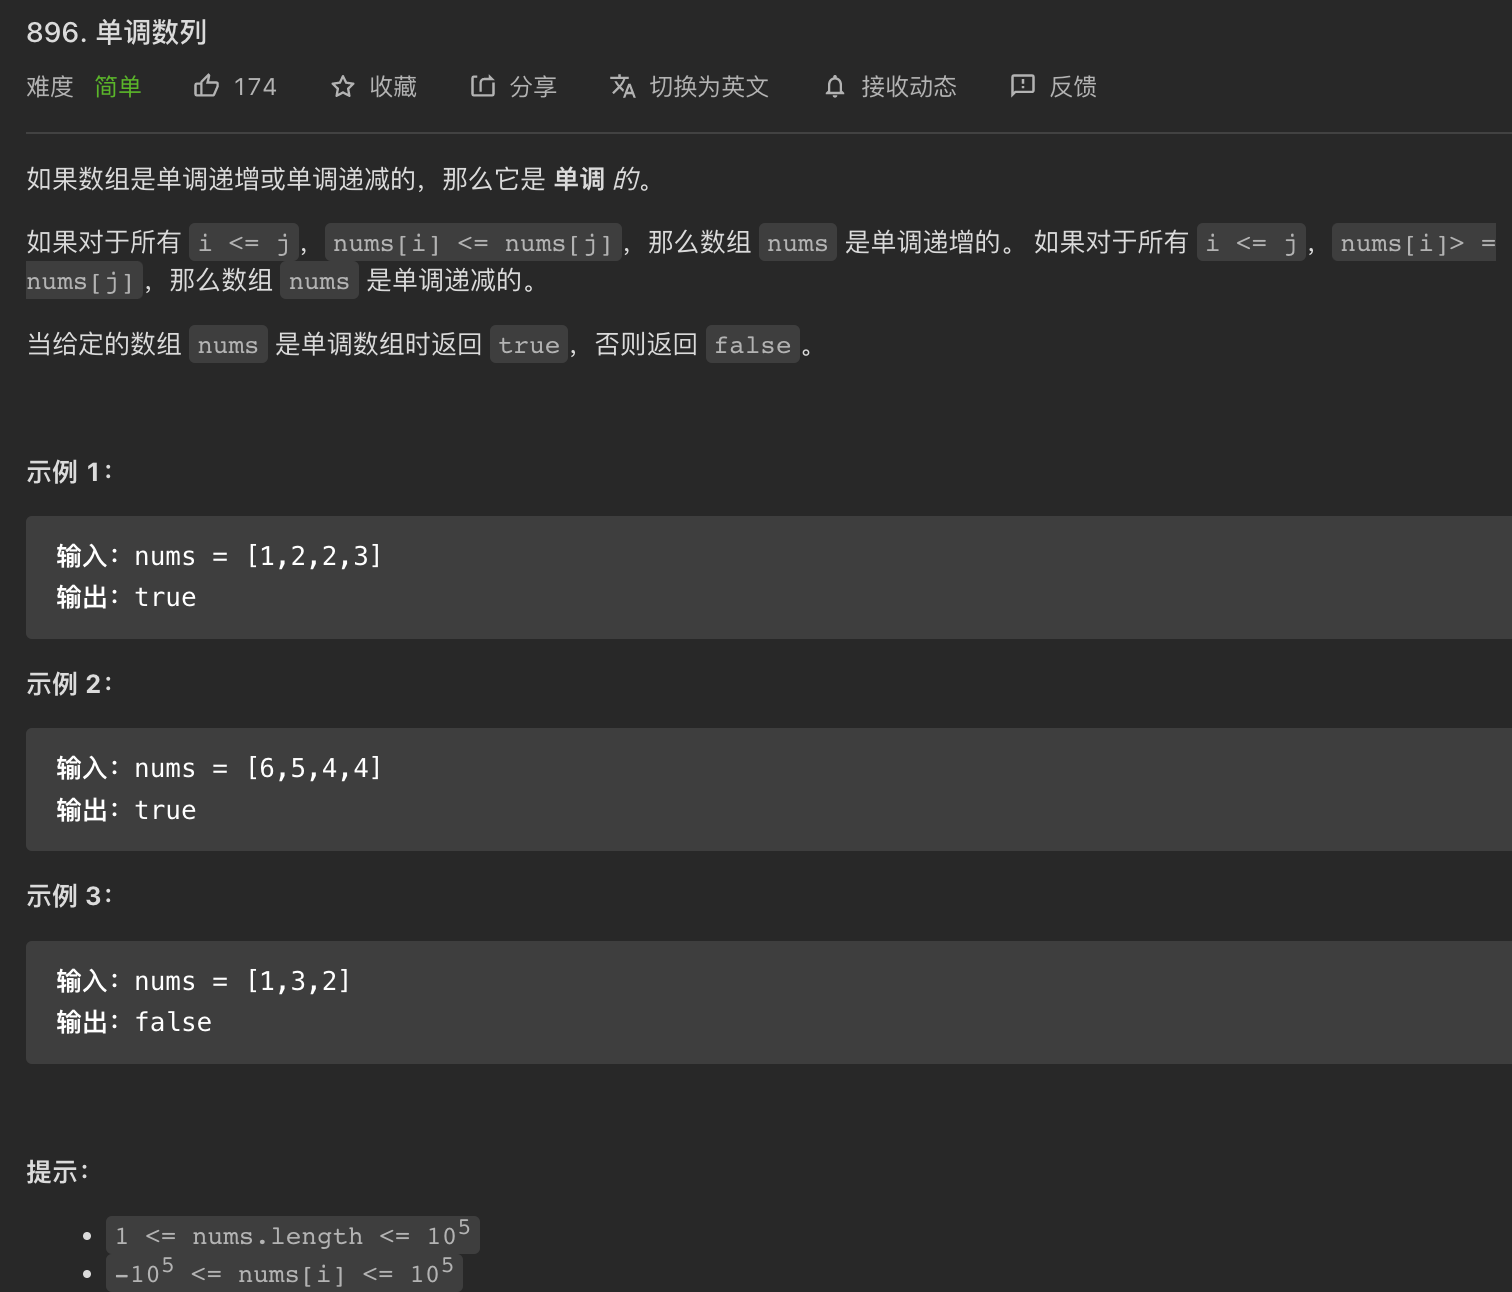 896. 单调数列
难度 简单 174 收藏 分享 切换为英文 接收动态 反馈
如果数组是单调递增或单调递减的，那么它是 单调 的。
如果对于所有 i <= j，nums[i] <= nums[j]，那么数组 nums 是单调递增的。 如果对于所有 i <= j，nums[i]> =
nums[j]，那么数组 nums 是单调递减的。
当给定的数组 nums 是单调数组时返回 true，否则返回 false。
示例 1：
输入：nums = [1,2,2,3]
输出：true
示例 2：
输入：nums = [6,5,4,4]
输出：true
示例 3：
输入：nums = [1,3,2]
输出：false
提示：
• 1 <= nums.length <= 10⁵
• -10⁵ <= nums[i] <= 10⁵